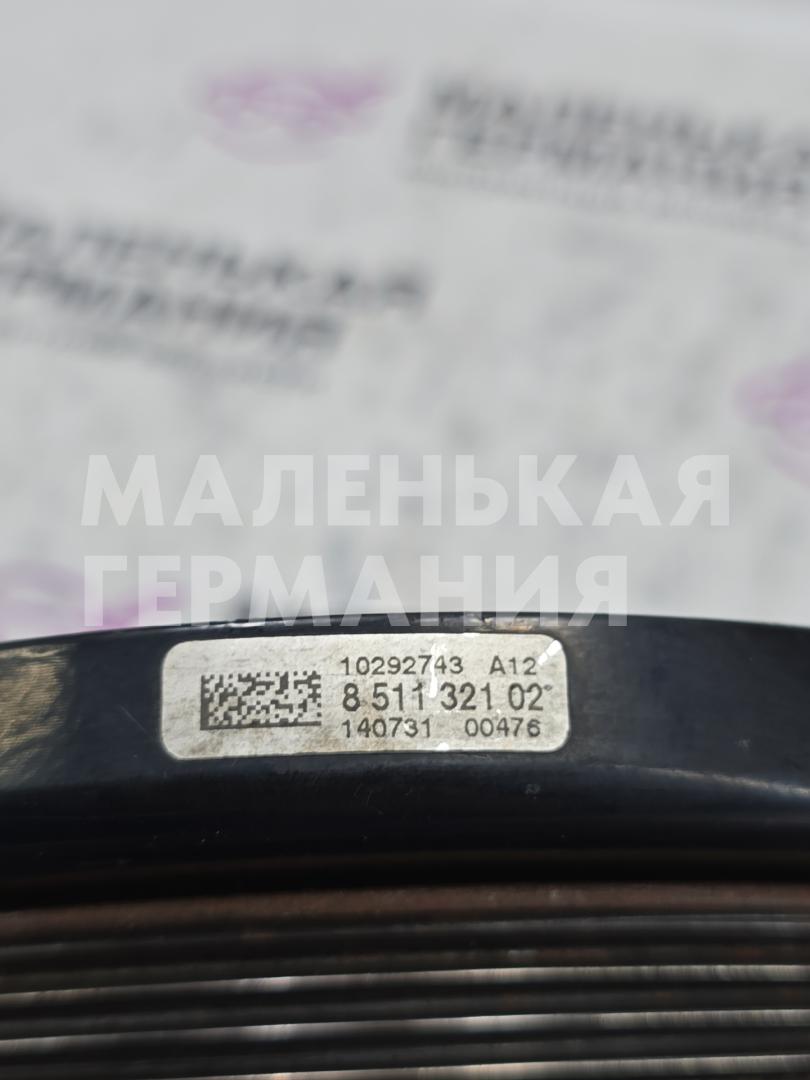 МАЛЕНЬКАЯ
ГЕРМАНИЯ
10292743 A12
8 511 321 02
140731 00476